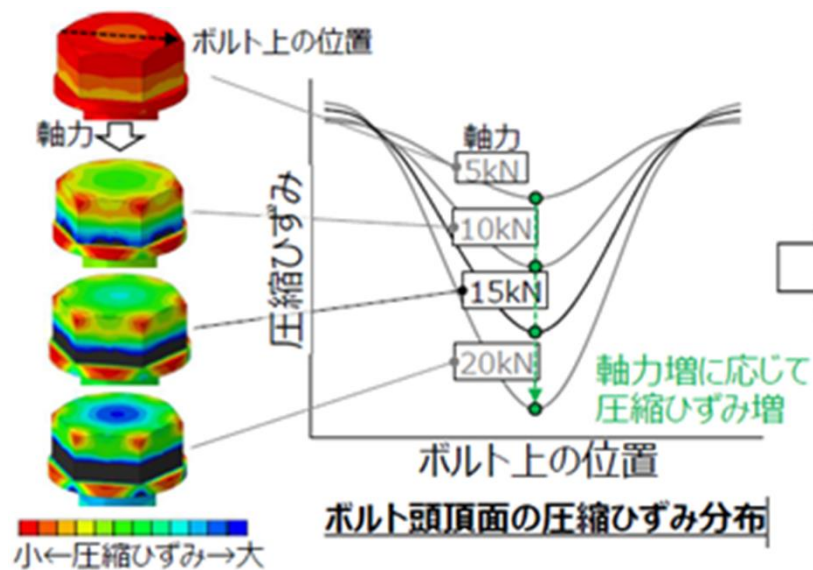 ボルト上の位置
軸力
軸力
5kN
10kN
15kN
20kN
圧縮ひずみ
軸力増に応じて
圧縮ひずみ増
ボルト上の位置
ボルト頭頂面の圧縮ひずみ分布
小←圧縮ひずみ→大